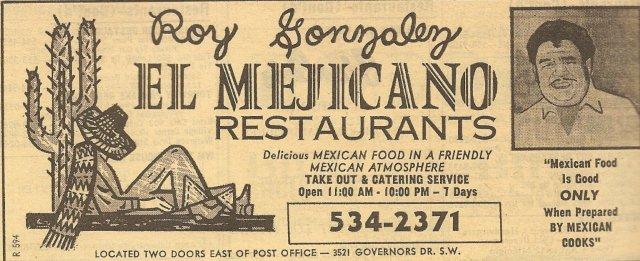 Roy Gonzalez
EL MEJICANO
RESTAURANTS
Delicious MEXICAN FOOD IN A FRIENDLY
MEXICAN ATMOSPHERE
TAKE OUT & CATERING SERVICE
Open 11:00 AM - 10:00 PM – 7 Days
534-2371
LOCATED TWO DOORS EAST OF POST OFFICE — 3521 GOVERNORS DR. S.W.
R 594
"Mexican Food
Is Good
ONLY
When Prepared
BY MEXICAN
COOKS"